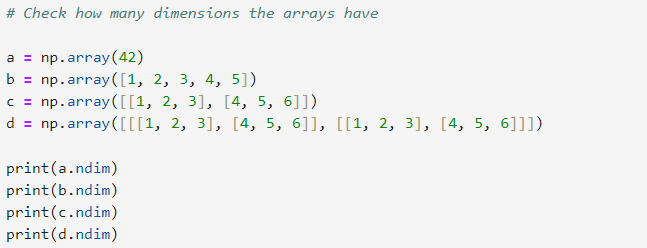 # Check how many dimensions the arrays have
a = np.array(42)
b = np.array([1, 2, 3, 4, 5])
c = np.array([[1, 2, 3], [4, 5, 6]])
d = np.array([[[1, 2, 3], [4, 5, 6]], [[1, 2, 3], [4, 5, 6]]])
print(a.ndim)
print(b.ndim)
print(c.ndim)
print(d.ndim)